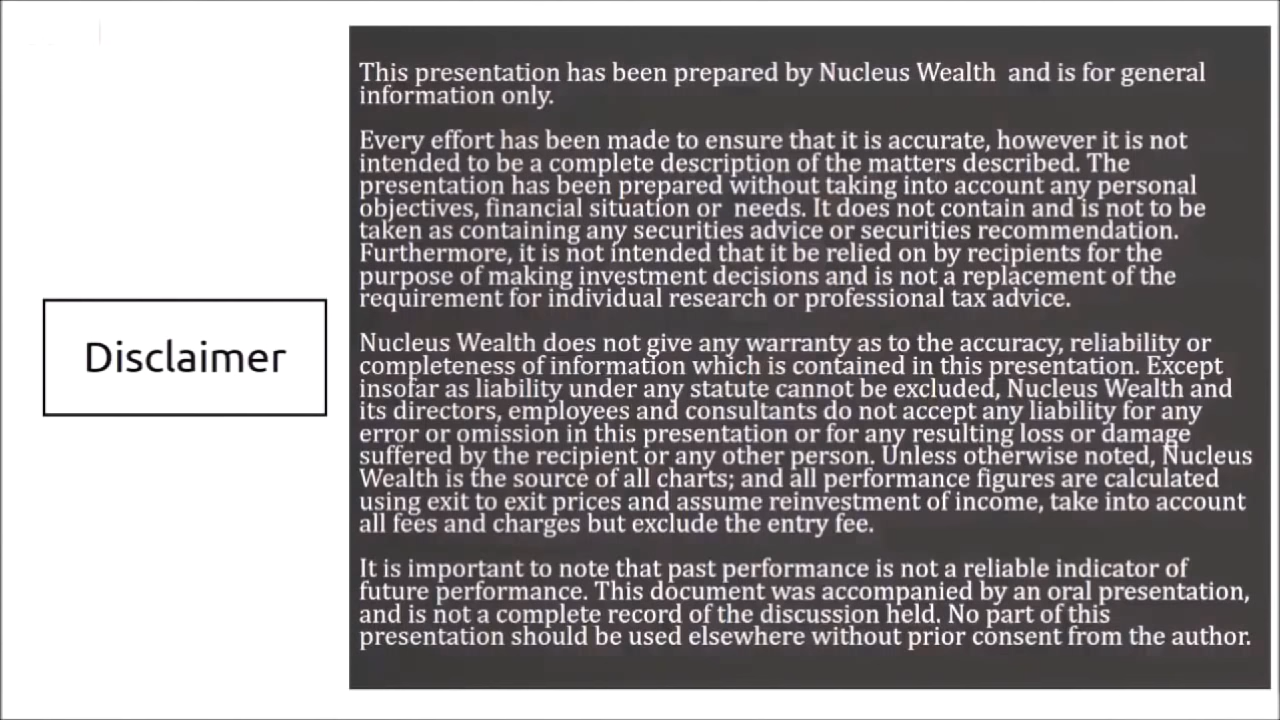 Disclaimer
This presentation has been prepared by Nucleus Wealth  and is for general
information only.
Every effort has been made to ensure that it is accurate, however it is not
intended to be a complete description of the matters described. The
presentation has been prepared without taking into account any personal
objectives, financial situation or  needs. It does not contain and is not to be
taken as containing any securities advice or securities recommendation.
Furthermore, it is not intended that it be relied on by recipients for the
purpose of making investment decisions and is not a replacement of the
requirement for individual research or professional tax advice.
Nucleus Wealth does not give any warranty as to the accuracy, reliability or
completeness of information which is contained in this presentation. Except
insofar as liability under any statute cannot be excluded, Nucleus Wealth and
its directors, employees and consultants do not accept any liability for any
error or omission in this presentation or for any resulting loss or damage
suffered by the recipient or any other person. Unless otherwise noted, Nucleus
Wealth is the source of all charts; and all performance figures are calculated
using exit to exit prices and assume reinvestment of income, take into account
all fees and charges but exclude the entry fee.
It is important to note that past performance is not a reliable indicator of
future performance. This document was accompanied by an oral presentation,
and is not a complete record of the discussion held. No part of this
presentation should be used elsewhere without prior consent from the author.